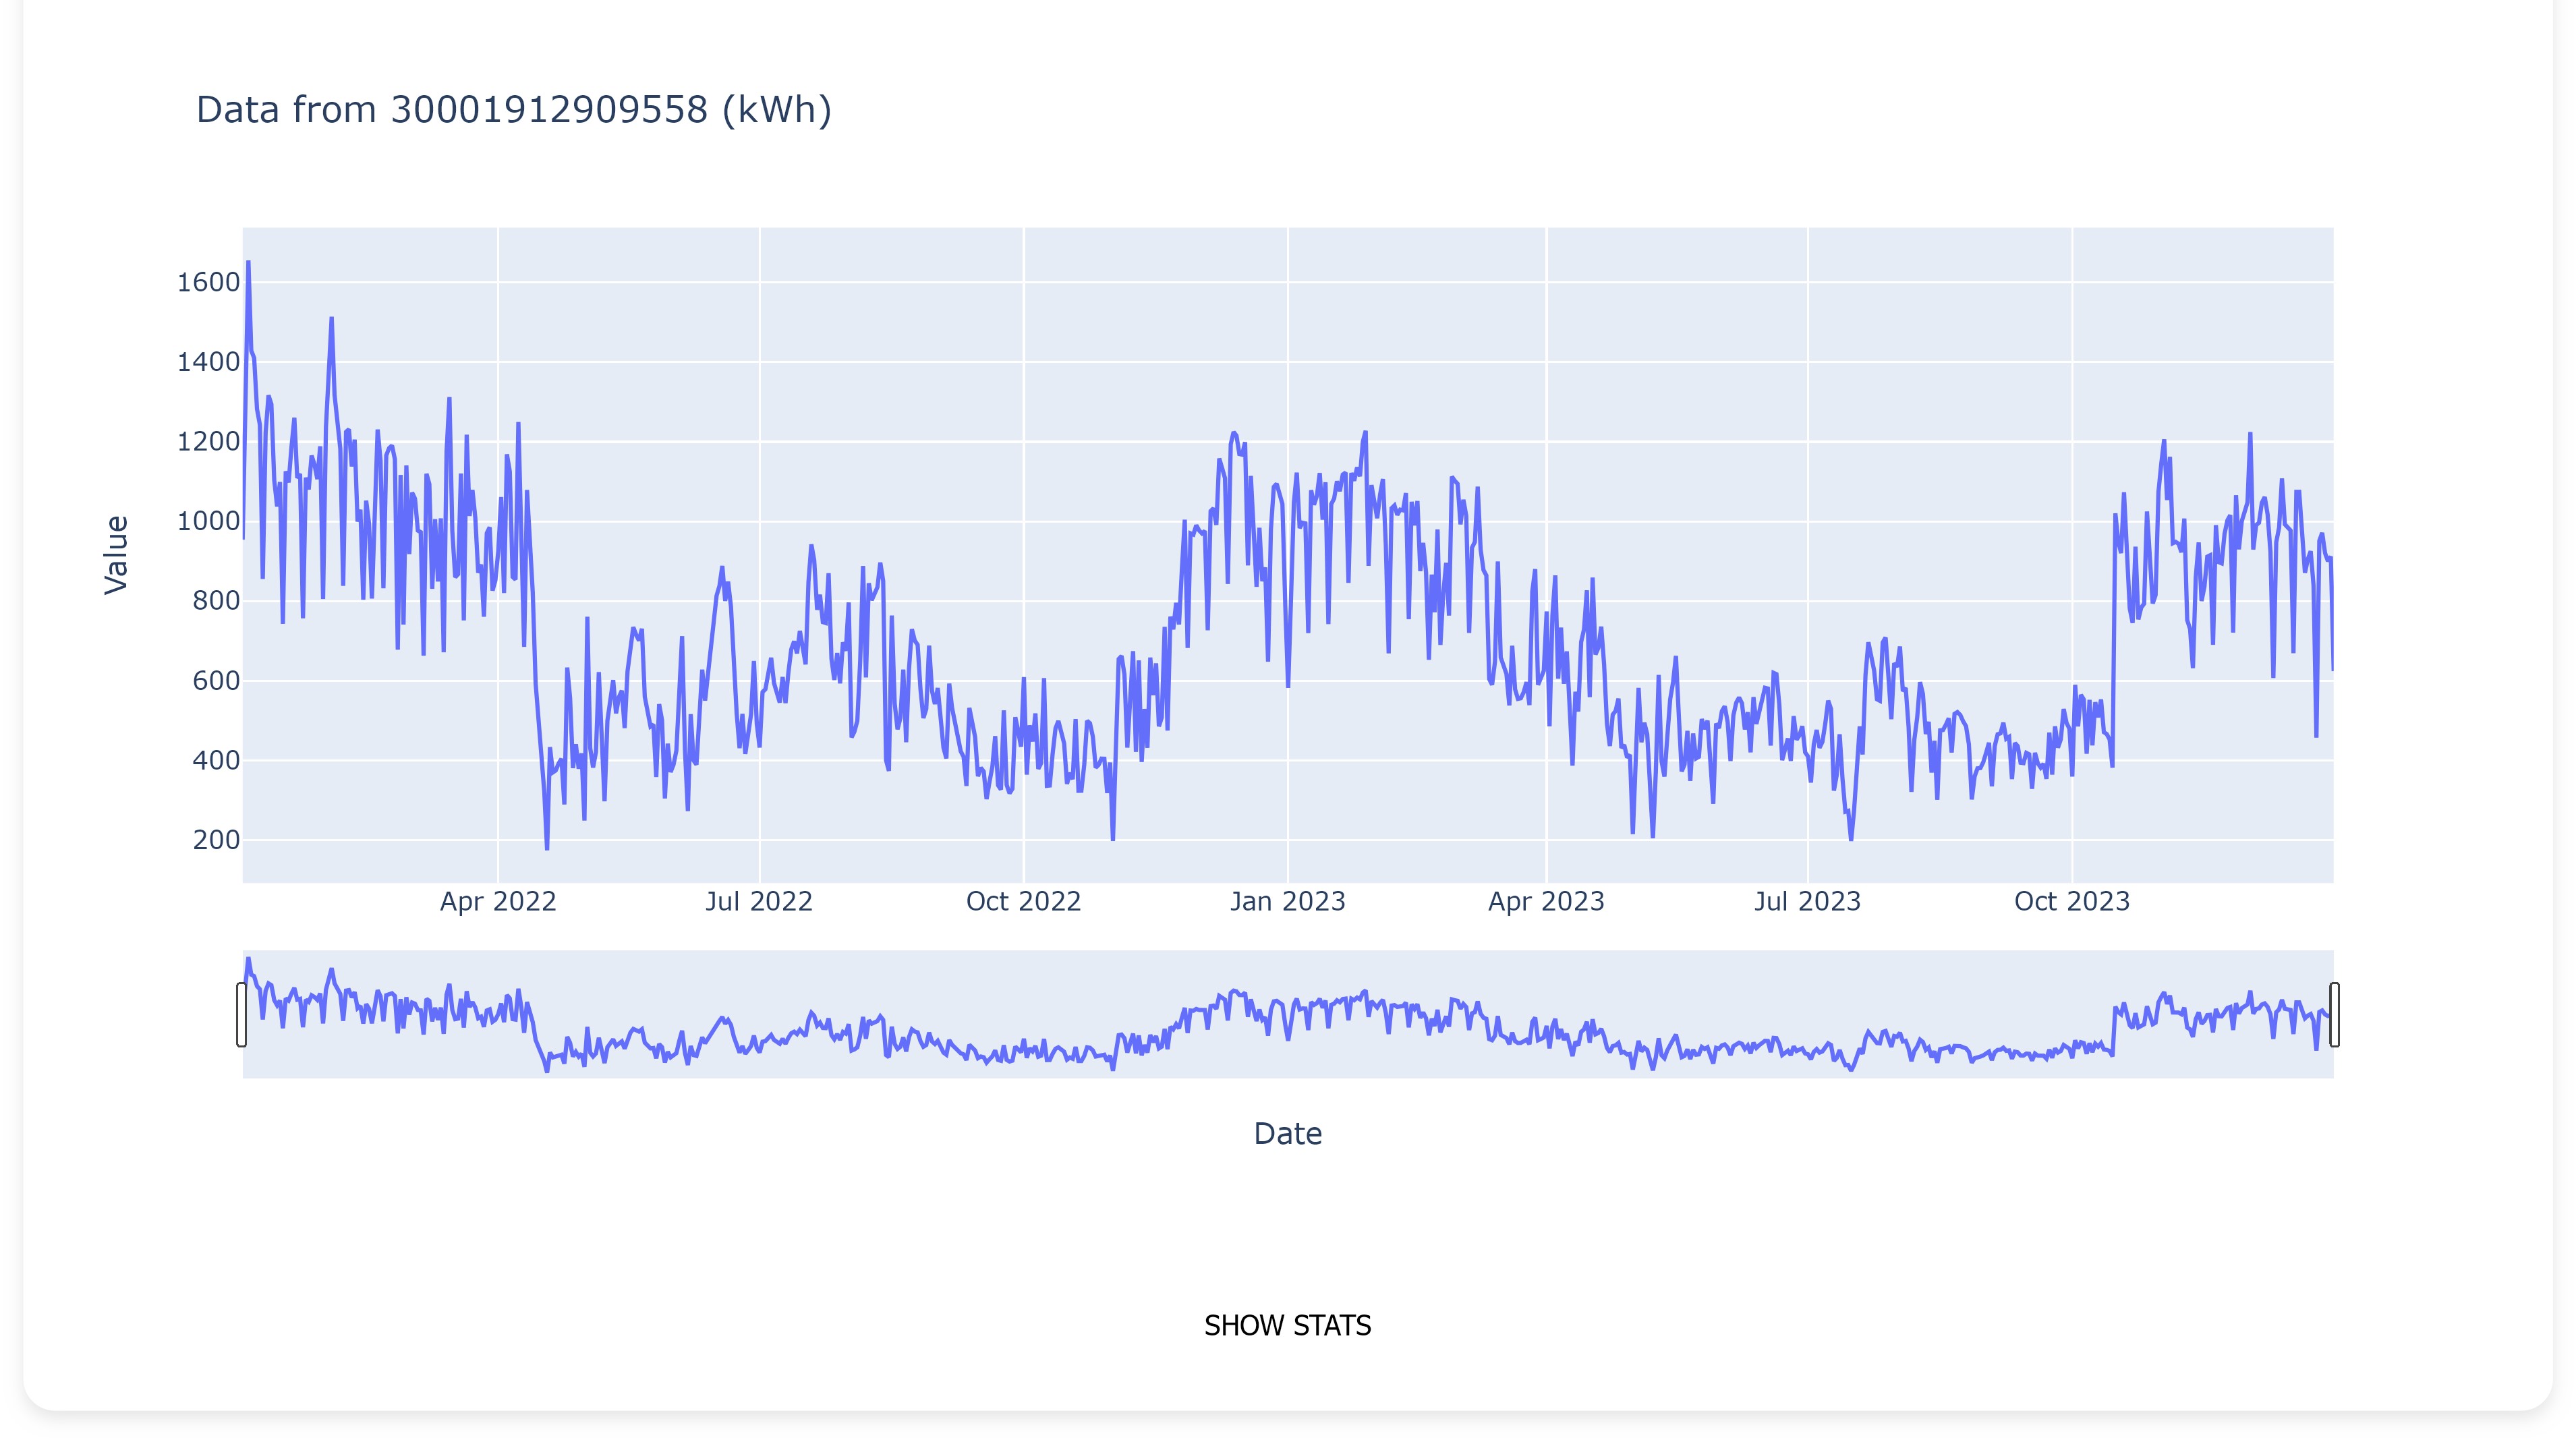 Data from 30001912909558 (kWh)
Value
1600
1400
1200
1000
800
600
400
200
Apr 2022
Jul 2022
Oct 2022
Jan 2023
Apr 2023
Jul 2023
Oct 2023
Date
SHOW STATS